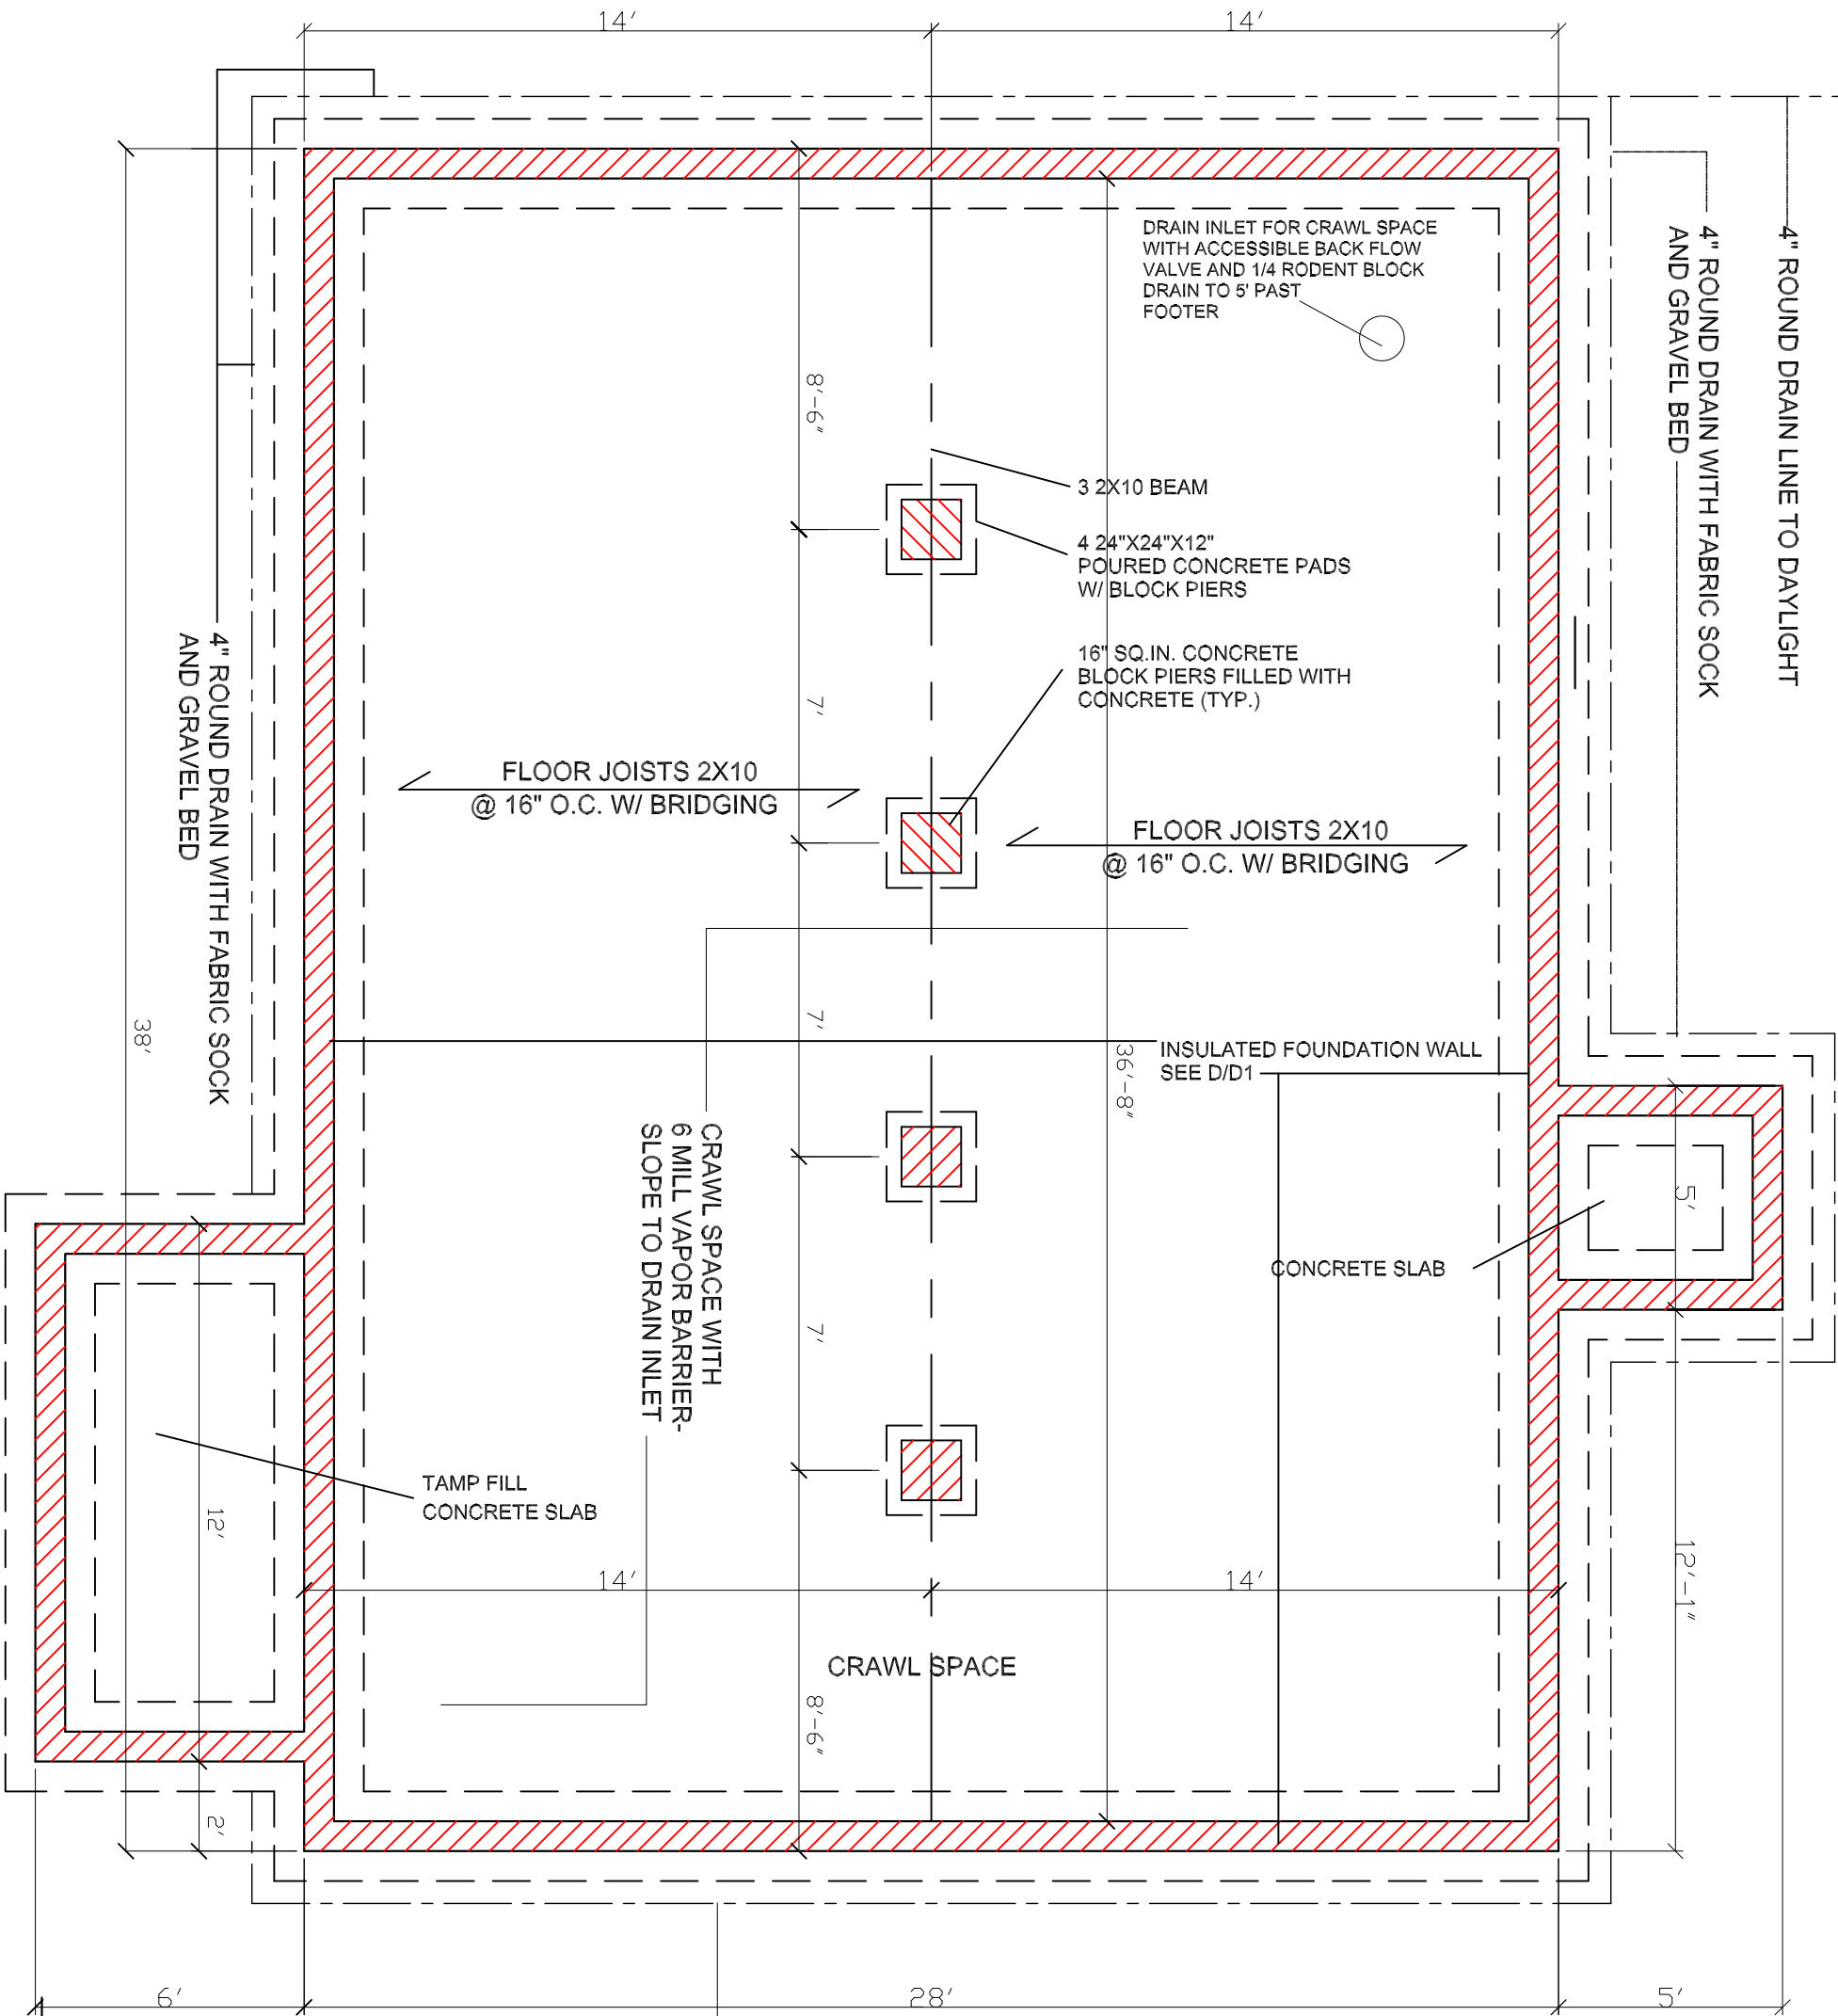 14'
14'
DRAIN INLET FOR CRAWL SPACE
WITH ACCESSIBLE BACK FLOW
VALVE AND 1/4 RODENT BLOCK
DRAIN TO 5' PAST
FOOTER
4" ROUND DRAIN LINE TO DAYLIGHT
4" ROUND DRAIN WITH FABRIC SOCK
AND GRAVEL BED
8'-6"
3 2X10 BEAM
4 24"X24"X12"
POURED CONCRETE PADS
W/ BLOCK PIERS
16" SQ.IN. CONCRETE
BLOCK PIERS FILLED WITH
CONCRETE (TYP.)
4" ROUND DRAIN WITH FABRIC SOCK
AND GRAVEL BED
7'
FLOOR JOISTS 2X10
@ 16" O.C. W/ BRIDGING
FLOOR JOISTS 2X10
@ 16" O.C. W/ BRIDGING
38'
7'
36'-8"
INSULATED FOUNDATION WALL
SEE D/D1
CRAWL SPACE WITH
6 MILL VAPOR BARRIER-
SLOPE TO DRAIN INLET
5'
CONCRETE SLAB
7'
TAMP FILL
CONCRETE SLAB
12'
12'-1"
14'
14'
CRAWL SPACE
8'-6"
2'
6'
28'
5'